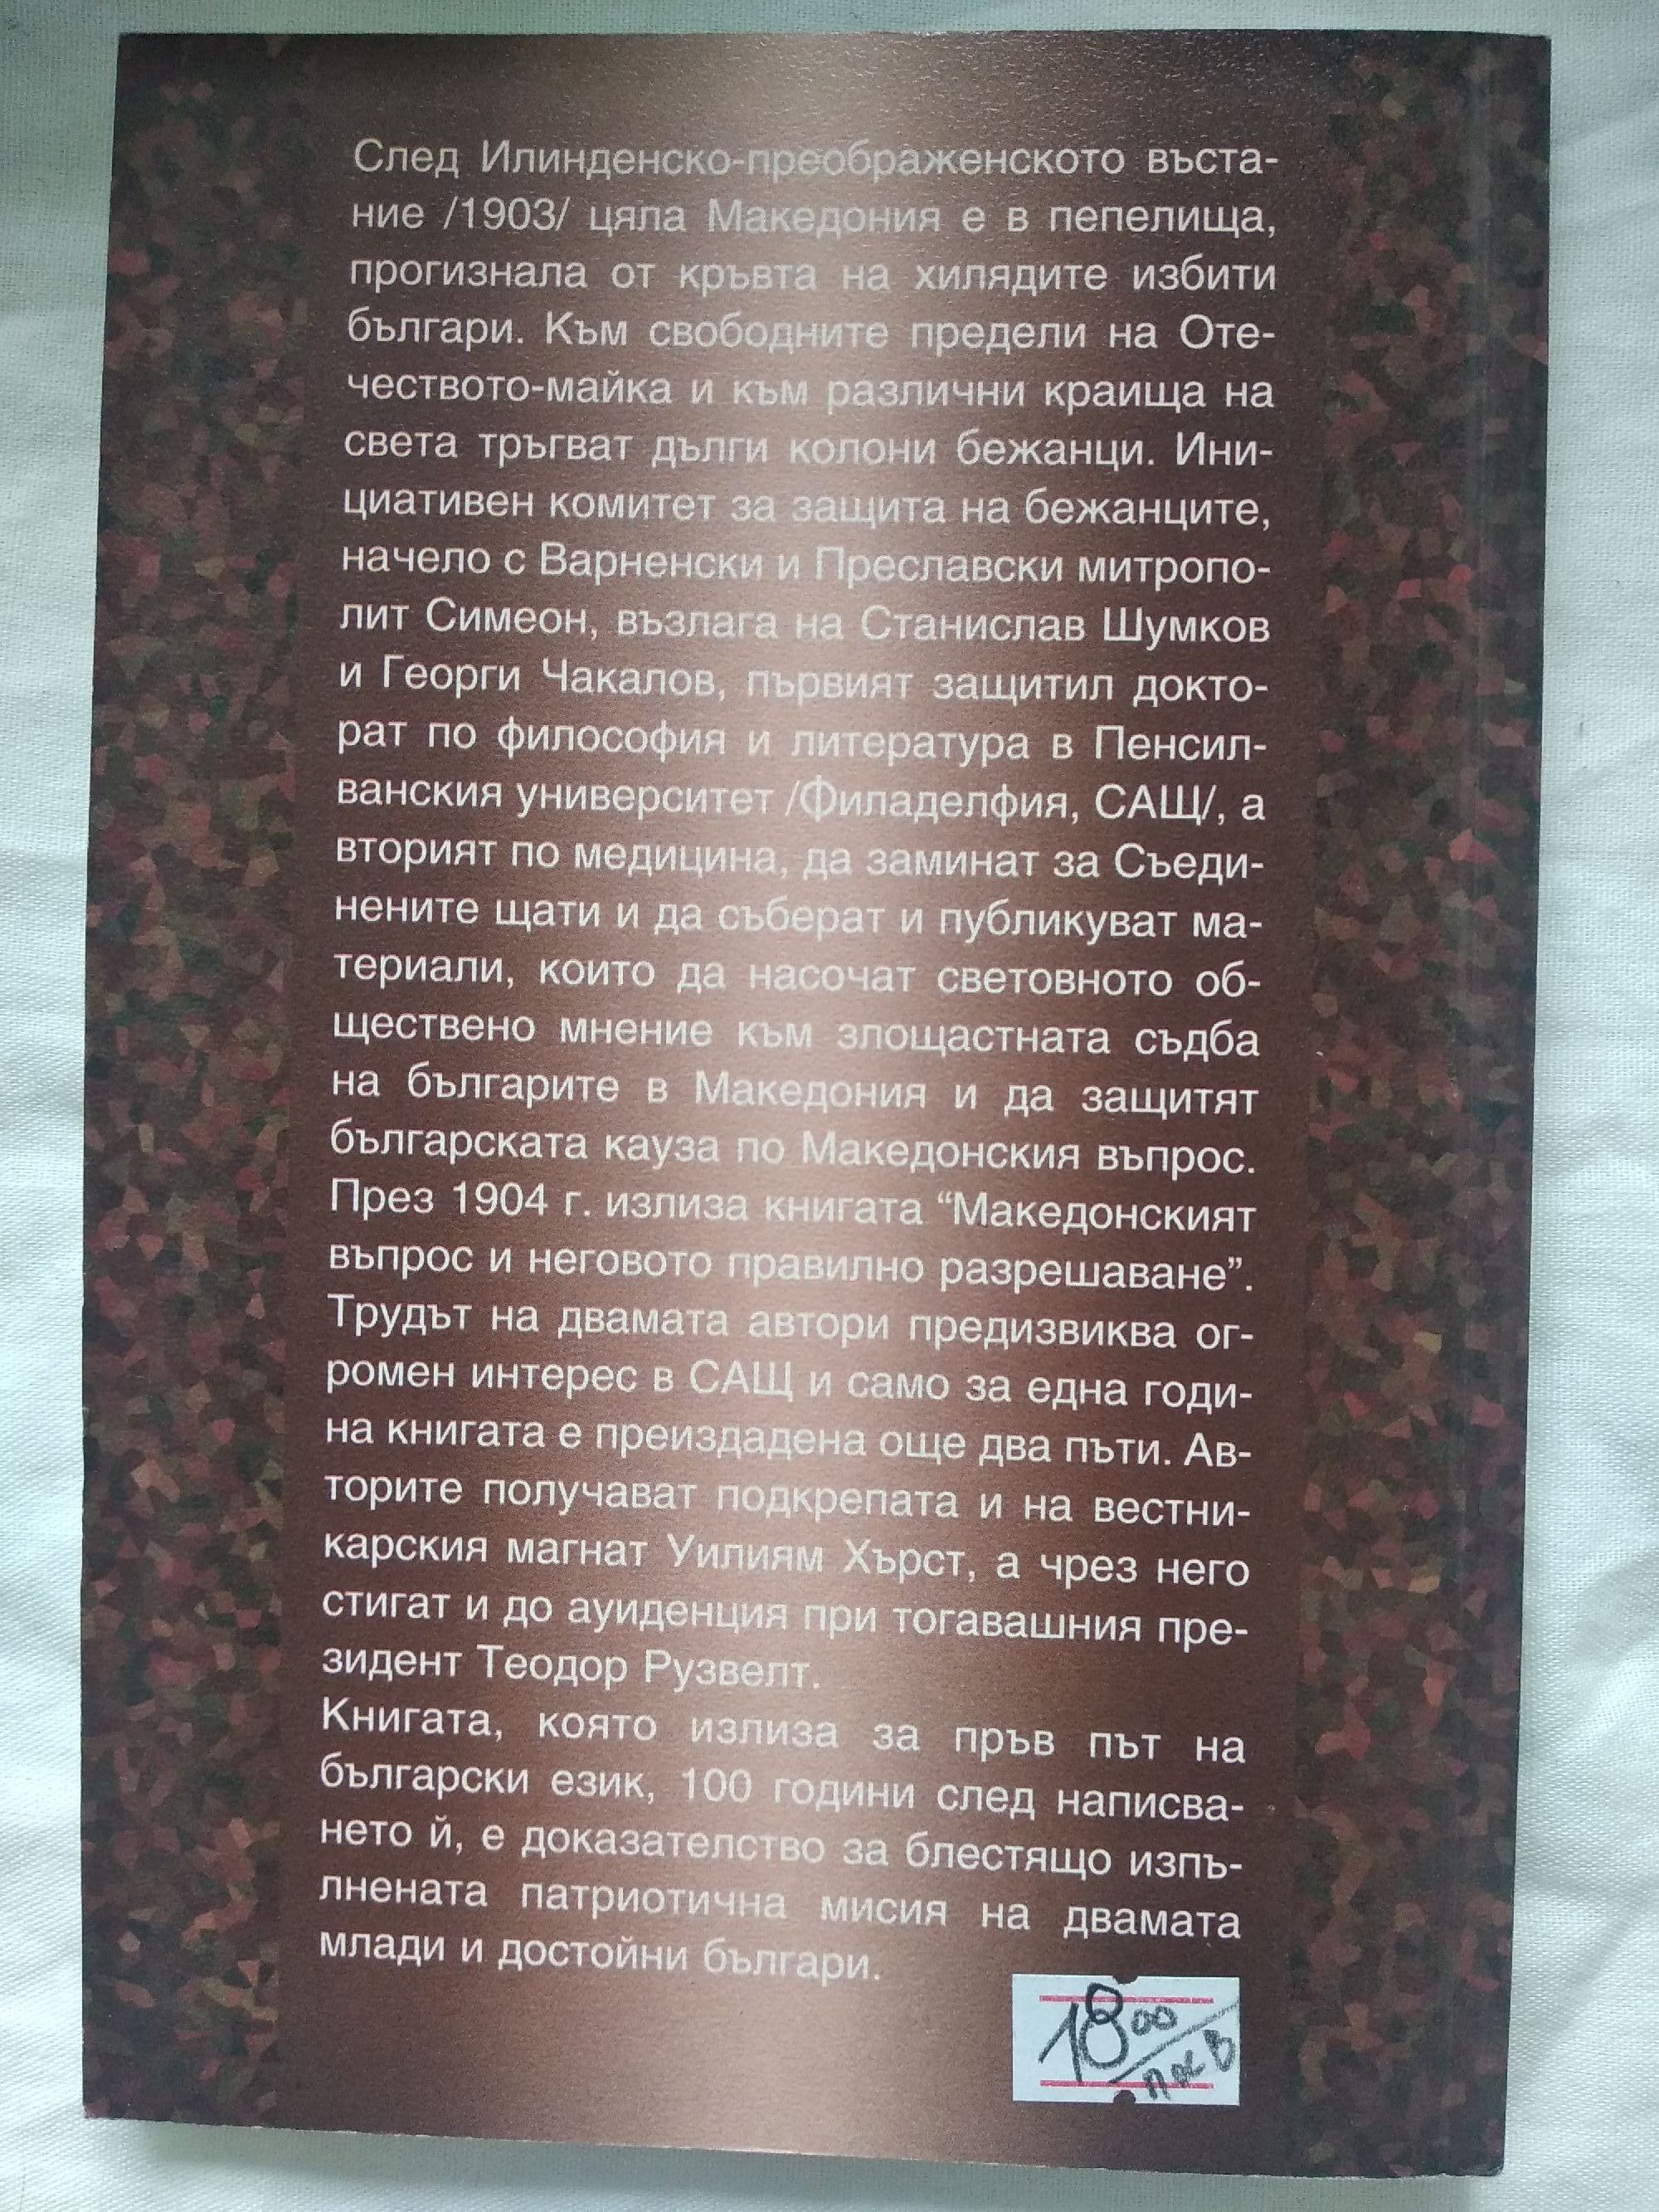 След Илинденско-преображенското въста-
ние /1903/ цяла Македония е в пепелища,
прогизнала от кръвта на хилядите избити
българи. Към свободните предели на Оте-
чеството-майка и към различни краища на
света тръгват дълги колони бежанци. Ини-
циативен комитет за защита на бежанците,
начело с Варненски и Преславски митропо-
лит Симеон, възлага на Станислав Шумков
и Георги Чакалов, първият защитил докто-
рат по философия и литература в Пенсил-
ванския университет /Филаделфия, САЩ/, а
вторият по медицина, да заминат за Съеди-
нените щати и да съберат и публикуват ма-
териали, които да насочат световното об-
ществено мнение към злощастната съдба
на българите в Македония и да защитят
българската кауза по Македонския въпрос.
През 1904 г. излиза книгата “Македонският
въпрос и неговото правилно разрешаване”.
Трудът на двамата автори предизвиква ог-
ромен интерес в САЩ и само за една годи-
на книгата е преиздадена още два пъти. Ав-
торите получават подкрепата и на вестни-
карския магнат Уилиям Хърст, а чрез него
стигат и до ауиденция при тогавашния пре-
зидент Теодор Рузвелт.
Книгата, която излиза за пръв път на
български език, 100 години след написва-
нето й, е доказателство за блестящо изпъ-
лнената патриотична мисия на двамата
млади и достойни българи.
18 00